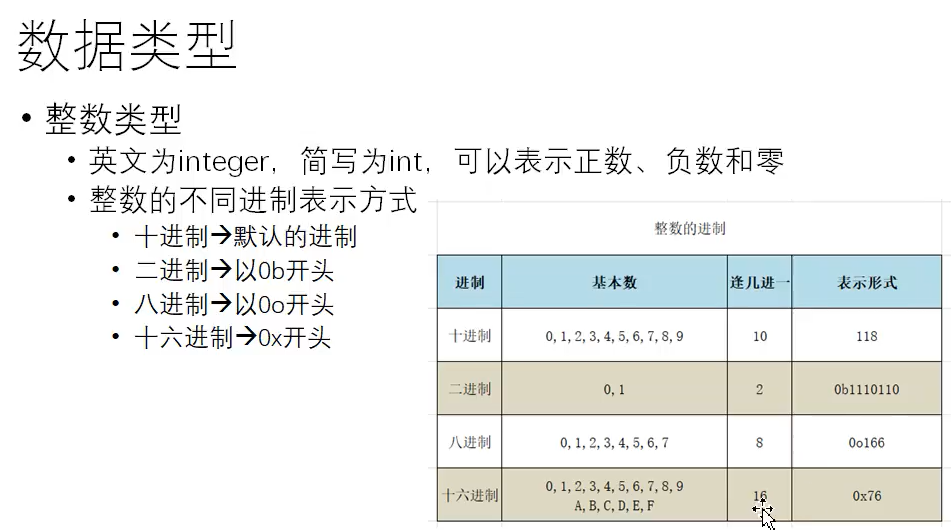 数据类型
• 整数类型
• 英文为integer，简写为int，可以表示正数、负数和零
• 整数的不同进制表示方式
• 十进制→默认的进制
• 二进制→以0b开头
• 八进制→以0o开头
• 十六进制→0x开头
整数的进制
进制 基本数 逢几进一 表示形式
十进制 0,1,2,3,4,5,6,7,8,9 10 118
二进制 0,1 2 0b1110110
八进制 0,1,2,3,4,5,6,7 8 0o166
十六进制 0,1,2,3,4,5,6,7,8,9 16 0x76
A,B,C,D,E,F